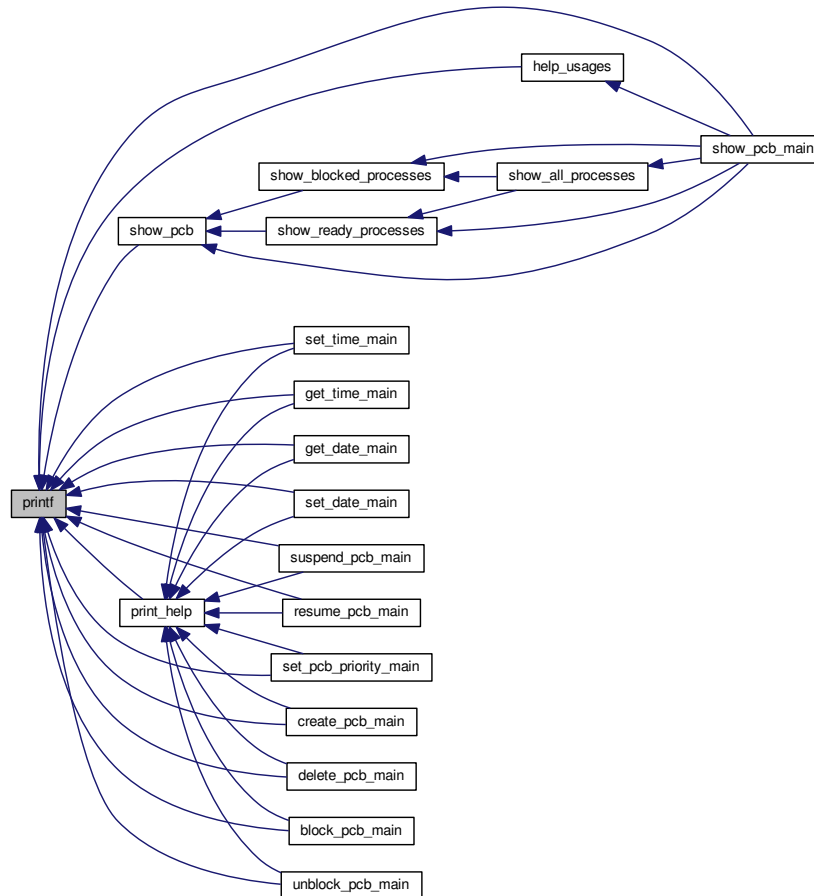 help_usages
show_pcb_main
show_blocked_processes
show_all_processes
show_pcb
show_ready_processes
set_time_main
get_time_main
get_date_main
printf
set_date_main
suspend_pcb_main
print_help
resume_pcb_main
set_pcb_priority_main
create_pcb_main
delete_pcb_main
block_pcb_main
unblock_pcb_main